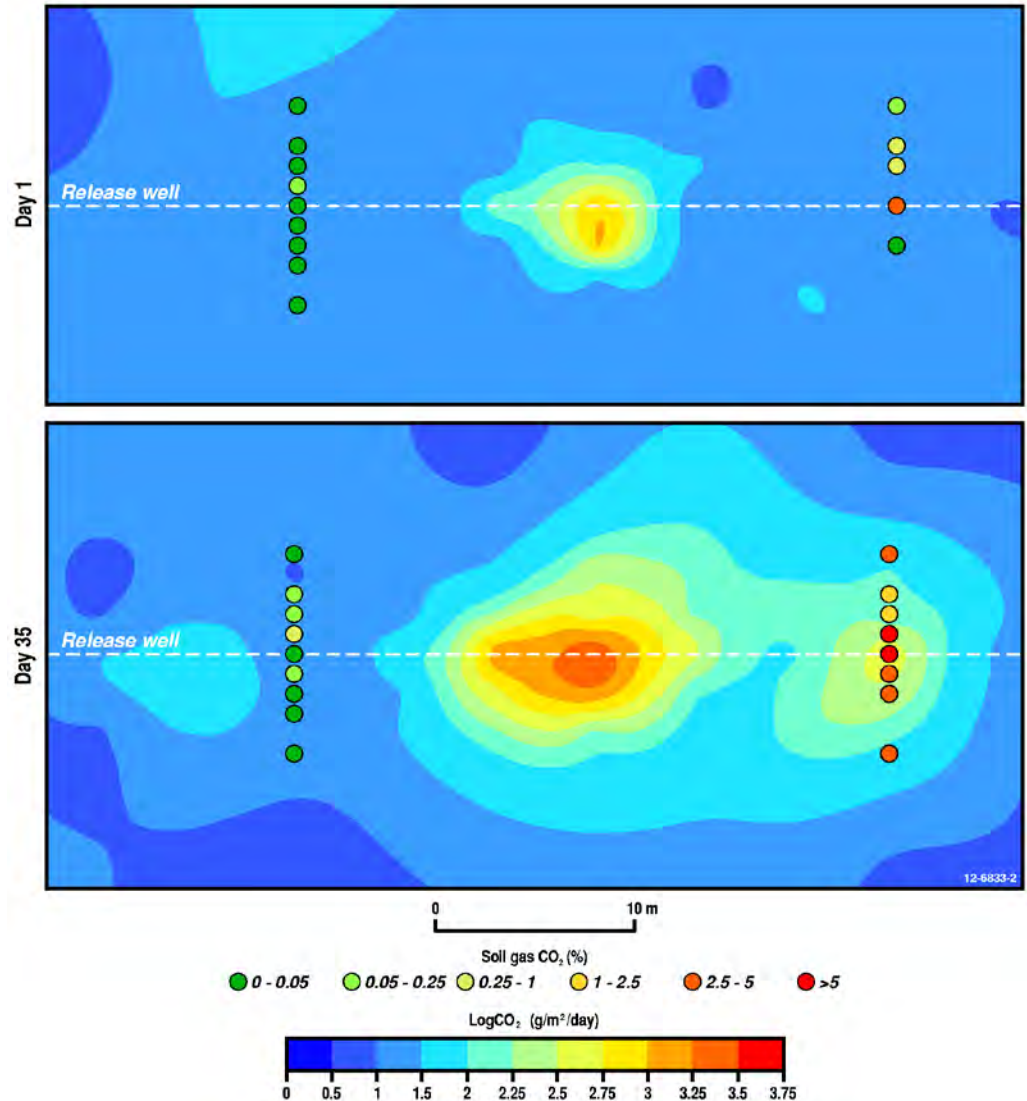 Day 1
Release well
Day 35
Release well
12-6833-2
0 10 m
Soil gas CO₂ (%)
0 - 0.05 0.05 - 0.25 0.25 - 1 1 - 2.5 2.5 - 5 >5
LogCO₂ (g/m²/day)
0 0.5 1 1.5 2 2.25 2.5 2.75 3 3.25 3.5 3.75